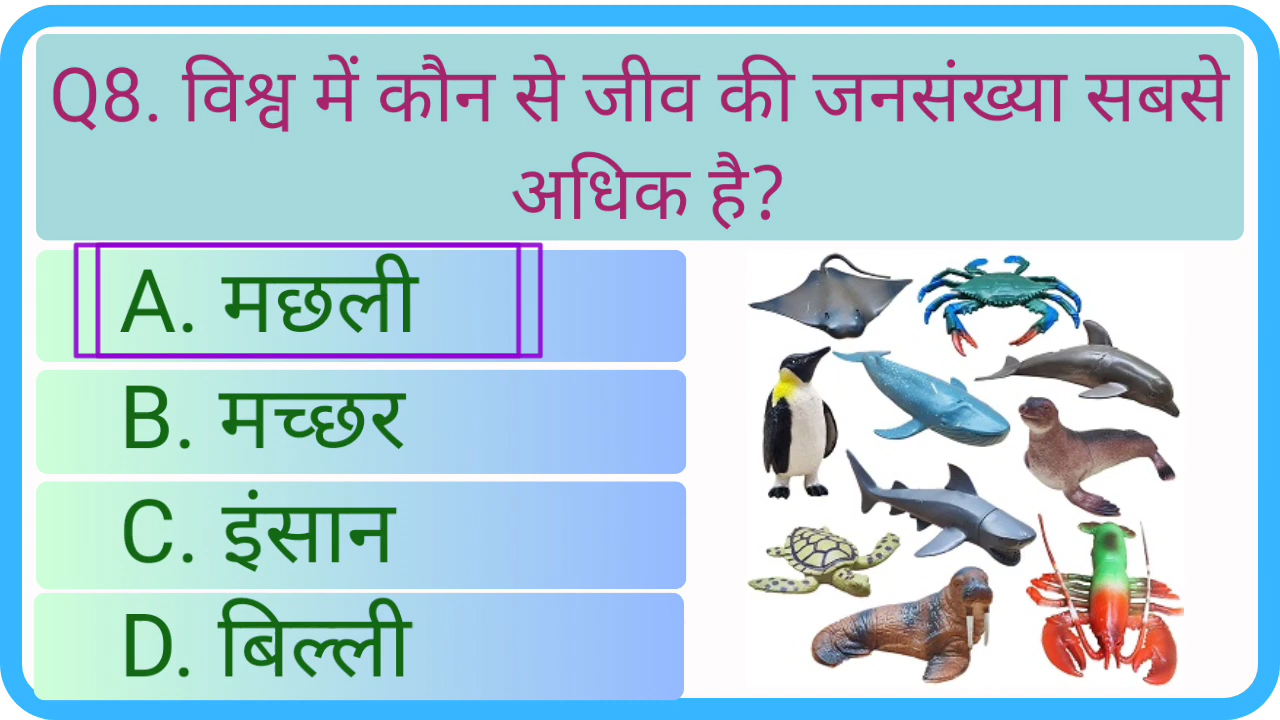 Q8. विश्व में कौन से जीव की जनसंख्या सबसे
अधिक है?
A. मछली
B. मच्छर
C. इंसान
D. बिल्ली